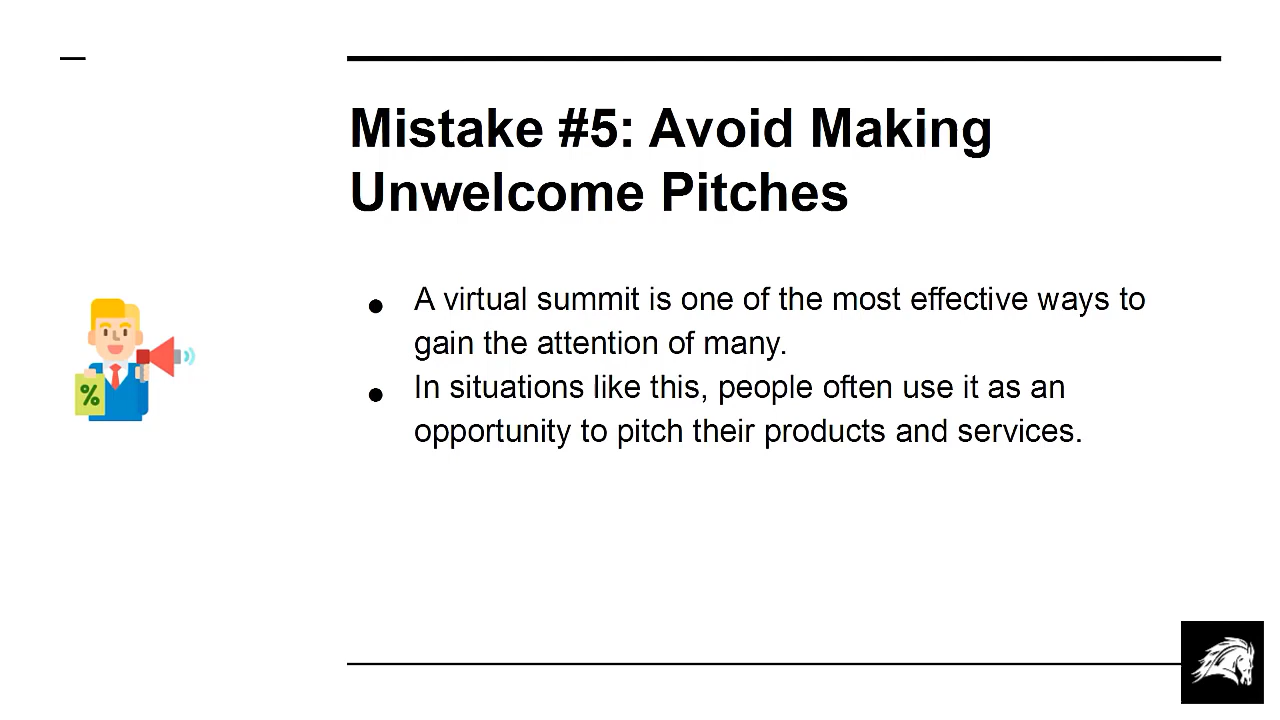 Mistake #5: Avoid Making
Unwelcome Pitches
● A virtual summit is one of the most effective ways to
gain the attention of many.
● In situations like this, people often use it as an
opportunity to pitch their products and services.
%